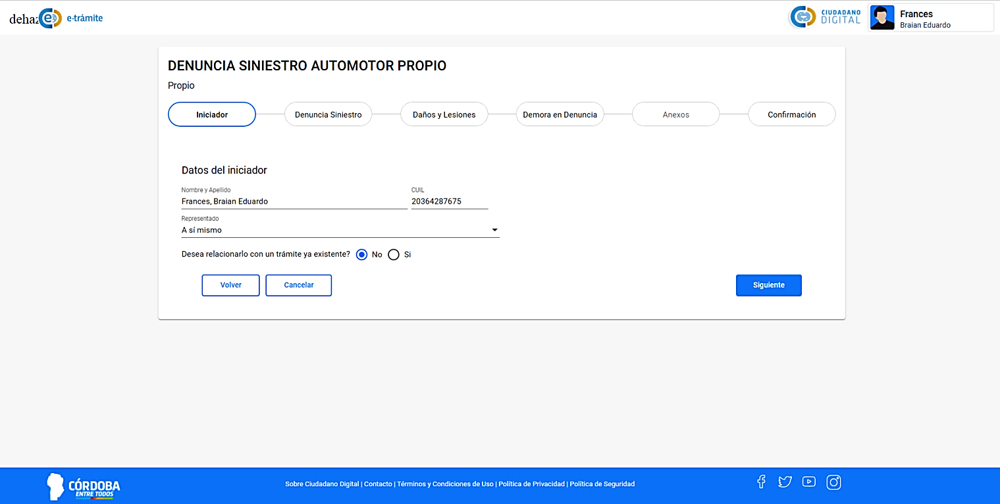 dehaz
e-trámite
CIUDADANO
DIGITAL
Frances
Braian Eduardo
DENUNCIA SINIESTRO AUTOMOTOR PROPIO
Propio
Iniciador
Denuncia Siniestro
Daños y Lesiones
Demora en Denuncia
Anexos
Confirmación
Datos del iniciador
Nombre y Apellido
CUIL
Frances, Braian Eduardo
20364287675
Representado
A sí mismo
Desea relacionarlo con un trámite ya existente? No Si
Volver
Cancelar
Siguiente
CÓRDOBA
ENTRE TODOS
Sobre Ciudadano Digital | Contacto | Términos y Condiciones de Uso | Política de Privacidad | Política de Seguridad